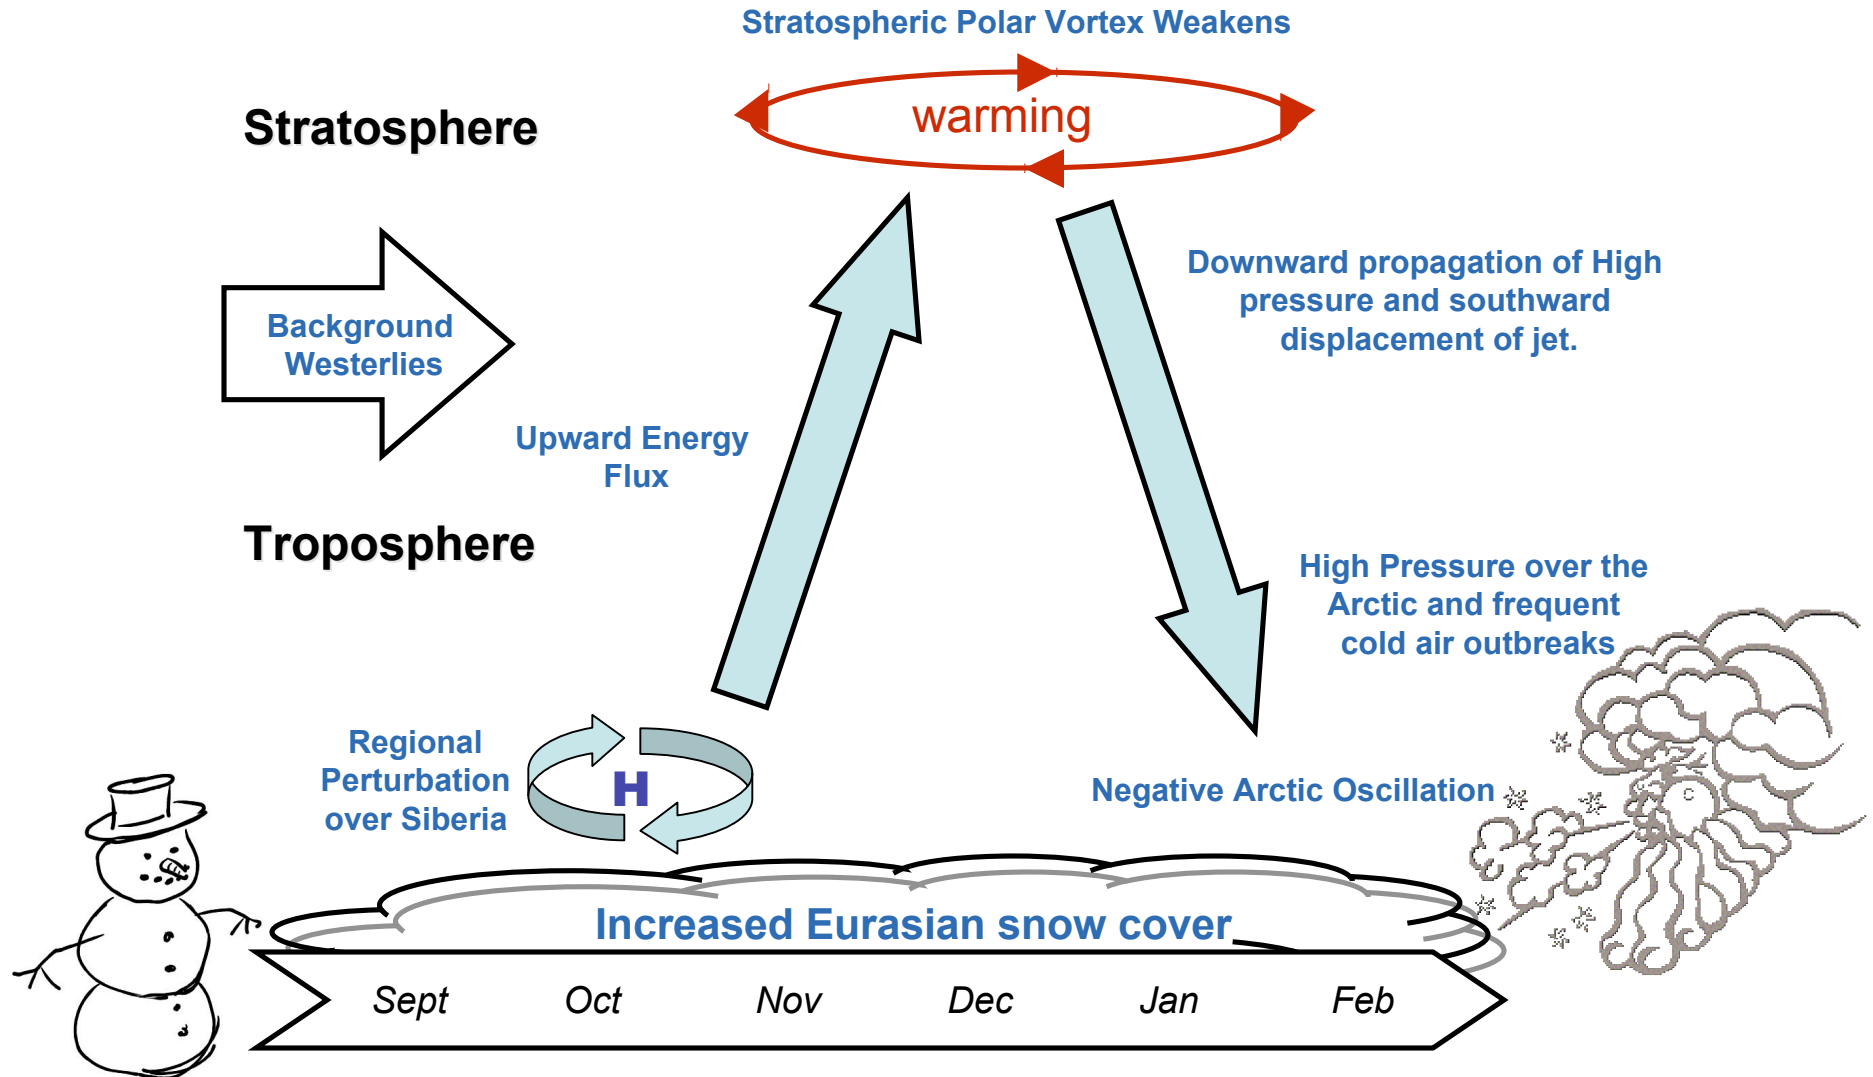 Stratospheric Polar Vortex Weakens
warming
Stratosphere
Background
Westerlies
Downward propagation of High
pressure and southward
displacement of jet.
Upward Energy
Flux
Troposphere
High Pressure over the
Arctic and frequent
cold air outbreaks
Regional
Perturbation
over Siberia
H
Negative Arctic Oscillation
Increased Eurasian snow cover
Sept Oct Nov Dec Jan Feb